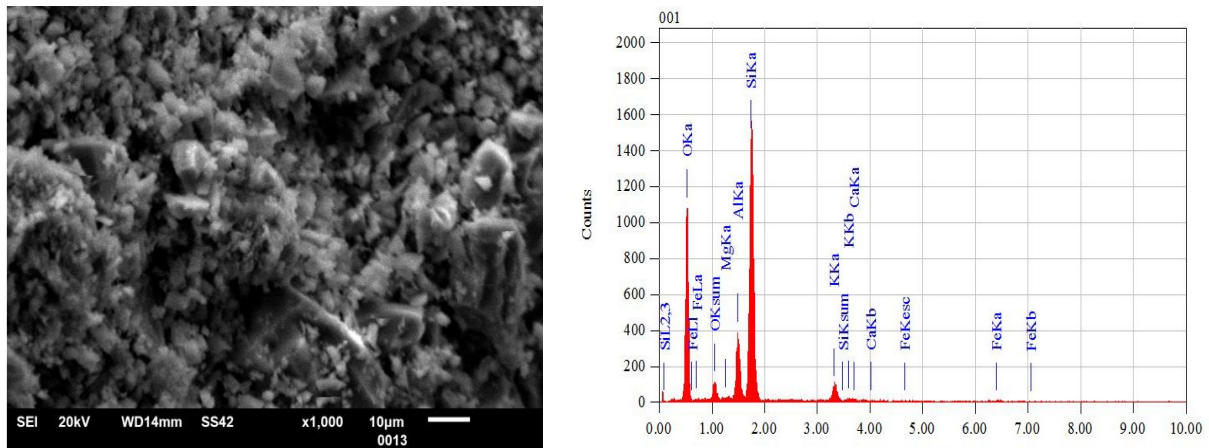 SEI 20kV WD14mm SS42 x1,000 10µm
0013
001
2000
1800
1600
1400
1200
1000
800
600
400
200
0
Counts
SiL2,3
OKa
FeLl
FeLa
OKsum
MgKa
AlKa
SiKa
KKa
SiKsum
KKb
CaKa
CaKb
FeKesc
FeKa
FeKb
0.00 1.00 2.00 3.00 4.00 5.00 6.00 7.00 8.00 9.00 10.00